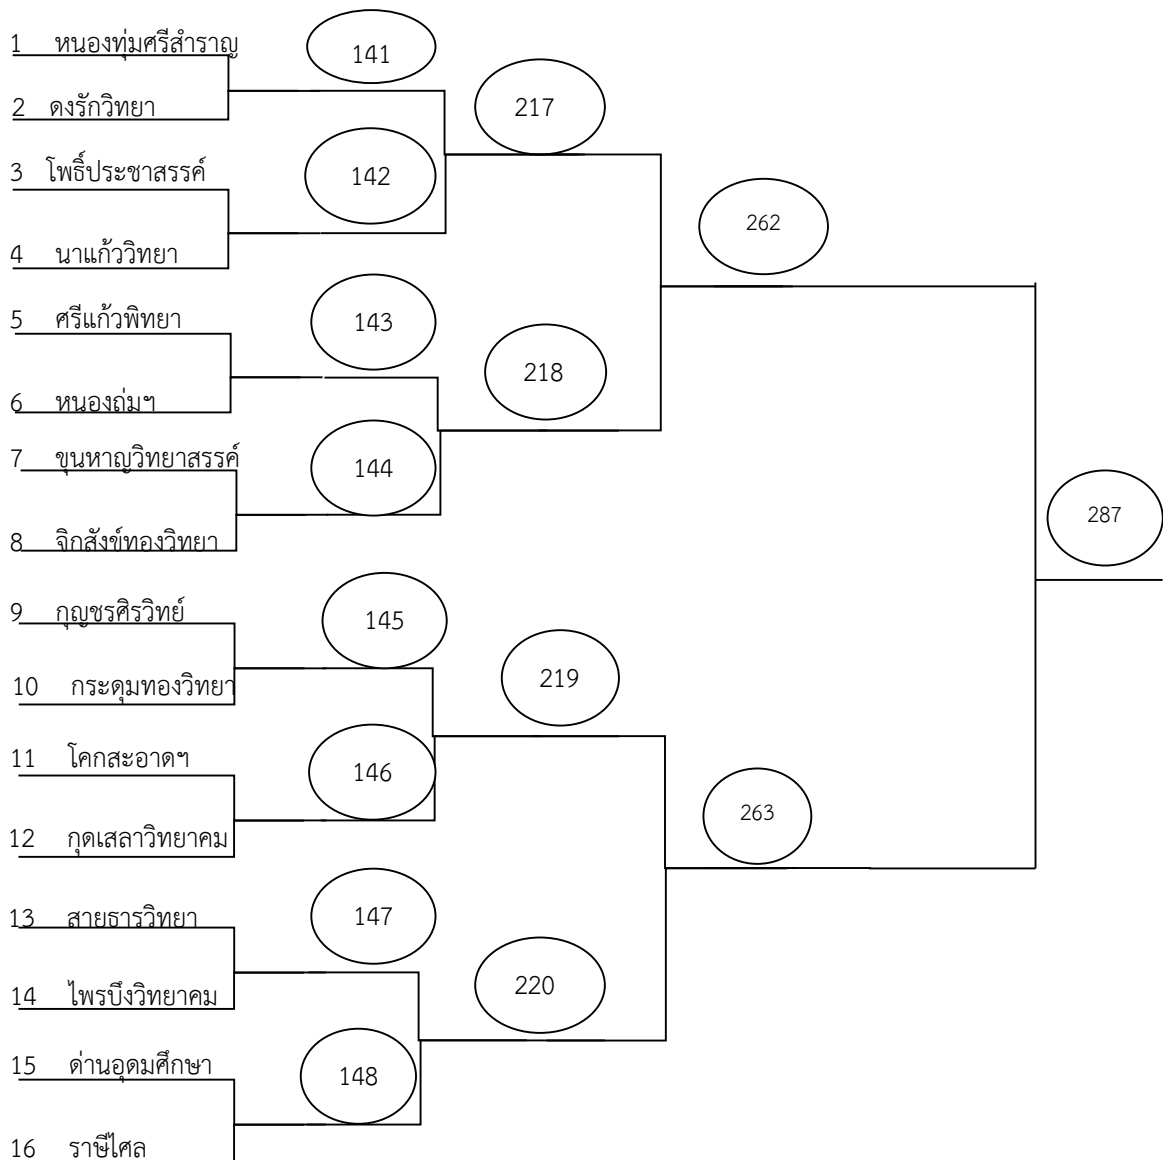 1 หนองทุ่มศรีสำราญ
141
2 ดงรักวิทยา
217
3 โพธิ์ประชาสรรค์
142
262
4 นาแก้ววิทยา
5 ศรีแก้วพิทยา
143
218
6 หนองถ่มฯ
7 ขุนหาญวิทยาสรรค์
144
287
8 จิกสังข์ทองวิทยา
9 กุญชรศิรวิทย์
145
219
10 กระดุมทองวิทยา
11 โคกสะอาดฯ
146
263
12 กุดเสลาวิทยาคม
13 สายธารวิทยา
147
220
14 ไพรบึงวิทยาคม
15 ด่านอุดมศึกษา
148
16 ราษีไศล